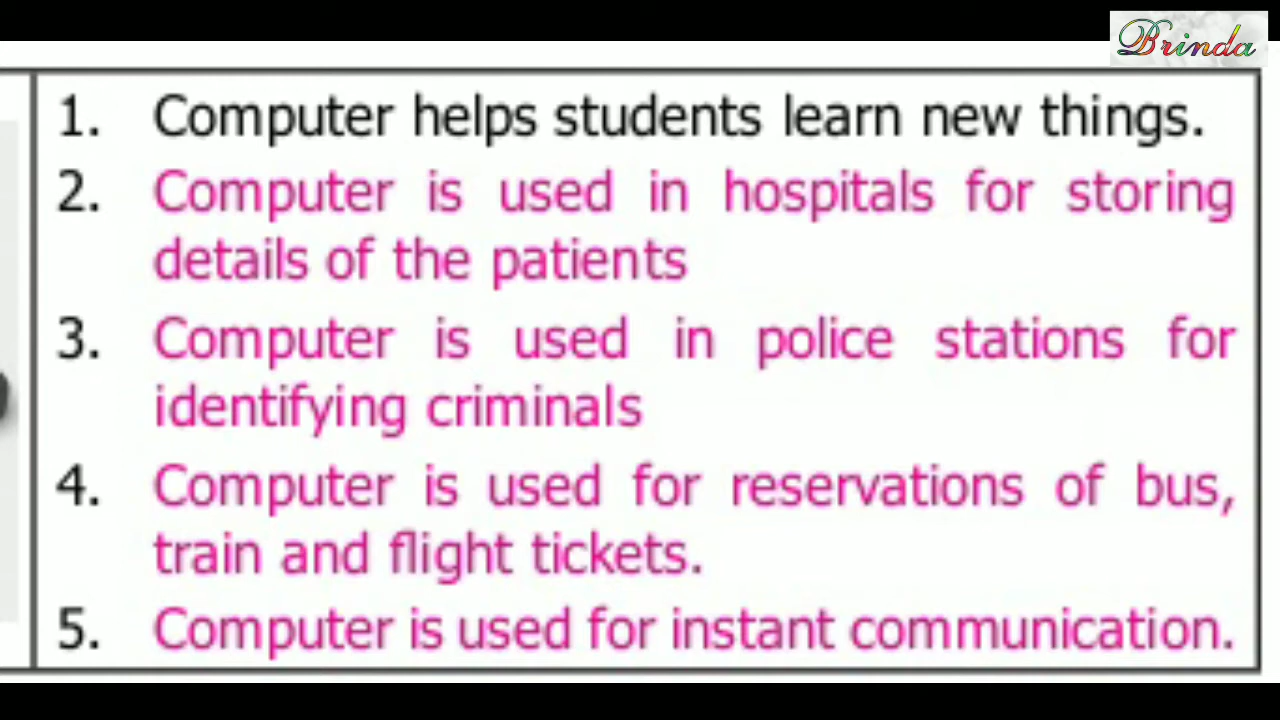 Brinda
1. Computer helps students learn new things.
2. Computer is used in hospitals for storing
details of the patients
3. Computer is used in police stations for
identifying criminals
4. Computer is used for reservations of bus,
train and flight tickets.
5. Computer is used for instant communication.